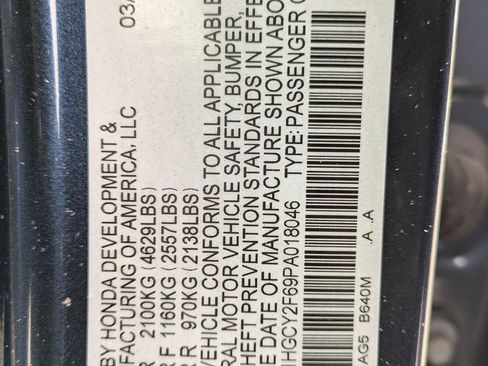 03/
BY HONDA DEVELOPMENT &
FACTURING OF AMERICA, LLC
R 2100KG (4629LBS)
R F 1160KG (2557LBS)
R R 970KG (2138LBS)
VEHICLE CONFORMS TO ALL APPLICABLE
RAL MOTOR VEHICLE SAFETY, BUMPER,
HEFT PREVENTION STANDARDS IN EFFE
E DATE OF MANUFACTURE SHOWN ABO
HGCY2F69PA018046 TYPE: PASSENGER C
AG5 B640M .A .A